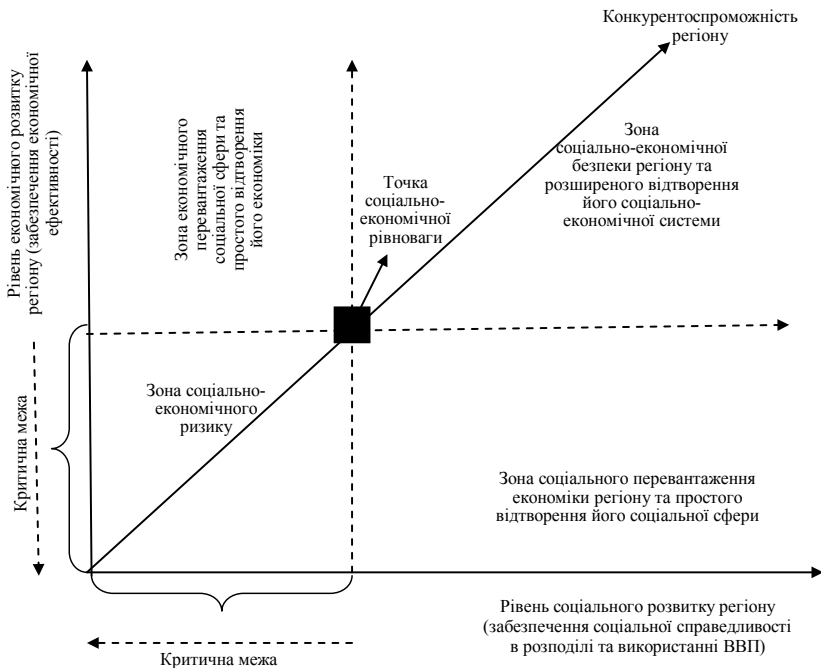 Конкурентоспроможність
регіону
Рівень економічного розвитку
регіону (забезпечення економічної
ефективності)
Зона економічного
перевантаження
соціальної сфери та
простого відтворення
його економіки
Зона
соціально-економічної
безпеки регіону та
розширеного відтворення
його соціально-
економічної системи
Точка
соціально-
економічної
рівноваги
Критична межа
Зона соціально-
економічного
ризику
Зона соціального перевантаження
економіки регіону та простого
відтворення його соціальної сфери
Рівень соціального розвитку регіону
(забезпечення соціальної справедливості
в розподілі та використанні ВВП)
Критична межа